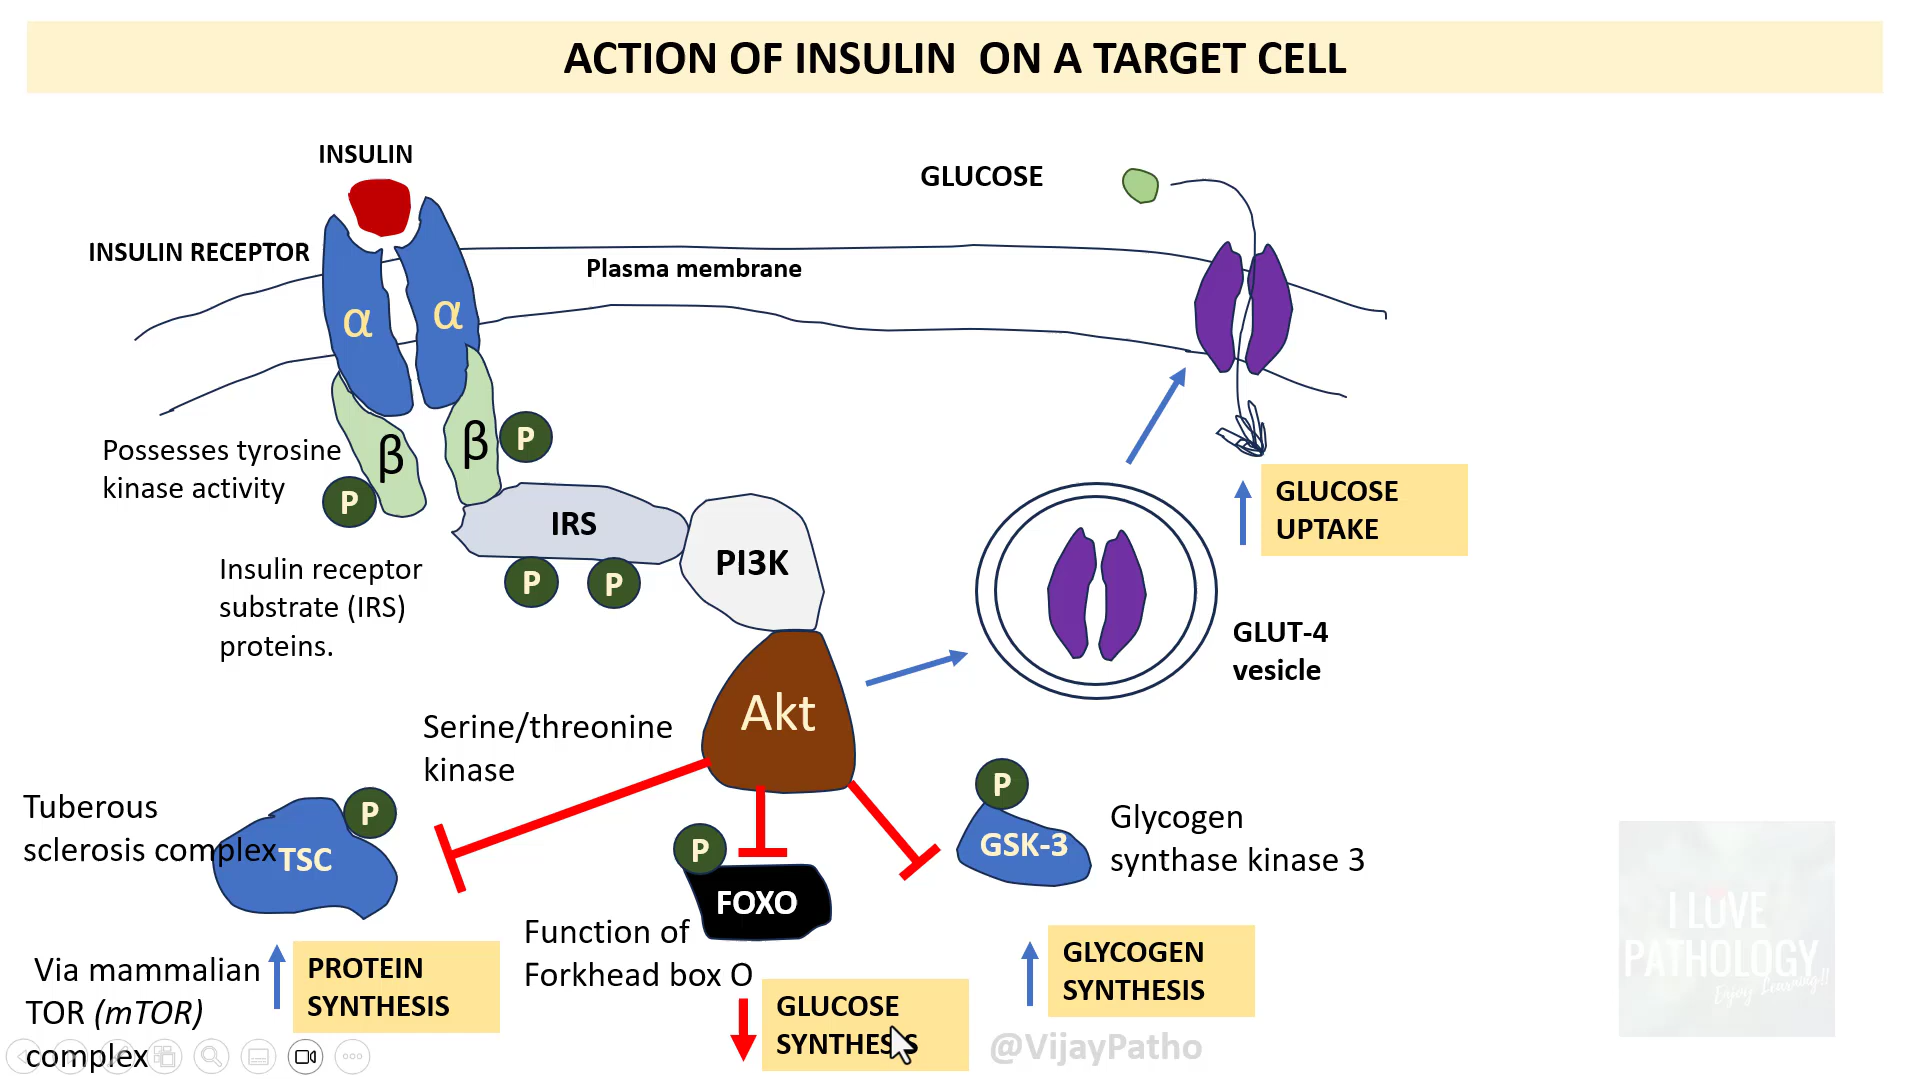 ACTION OF INSULIN ON A TARGET CELL
INSULIN
GLUCOSE
INSULIN RECEPTOR
Plasma membrane
α
α
β
β
P
P
Possesses tyrosine
kinase activity
IRS
P
P
PI3K
Insulin receptor
substrate (IRS)
proteins.
GLUCOSE
UPTAKE
GLUT-4
vesicle
Akt
Serine/threonine
kinase
Tuberous
sclerosis complex
TSC
P
P
FOXO
P
GSK-3
Glycogen
synthase kinase 3
Via mammalian
TOR (mTOR)
complex
PROTEIN
SYNTHESIS
Function of
Forkhead box O
GLUCOSE
SYNTHESIS
GLYCOGEN
SYNTHESIS
@VijayPatho
I LOVE
PATHOLOGY
Enjoy Learning!!